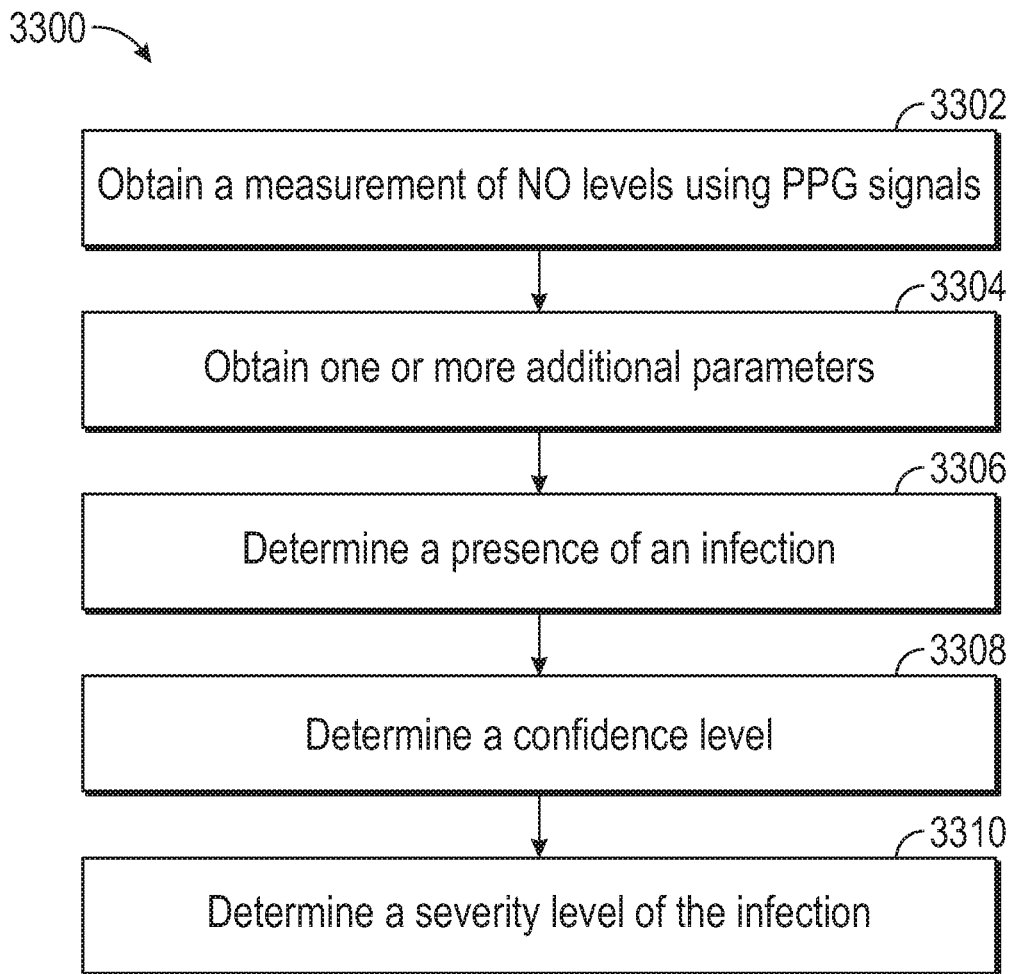 3300
3302
Obtain a measurement of NO levels using PPG signals
3304
Obtain one or more additional parameters
3306
Determine a presence of an infection
3308
Determine a confidence level
3310
Determine a severity level of the infection